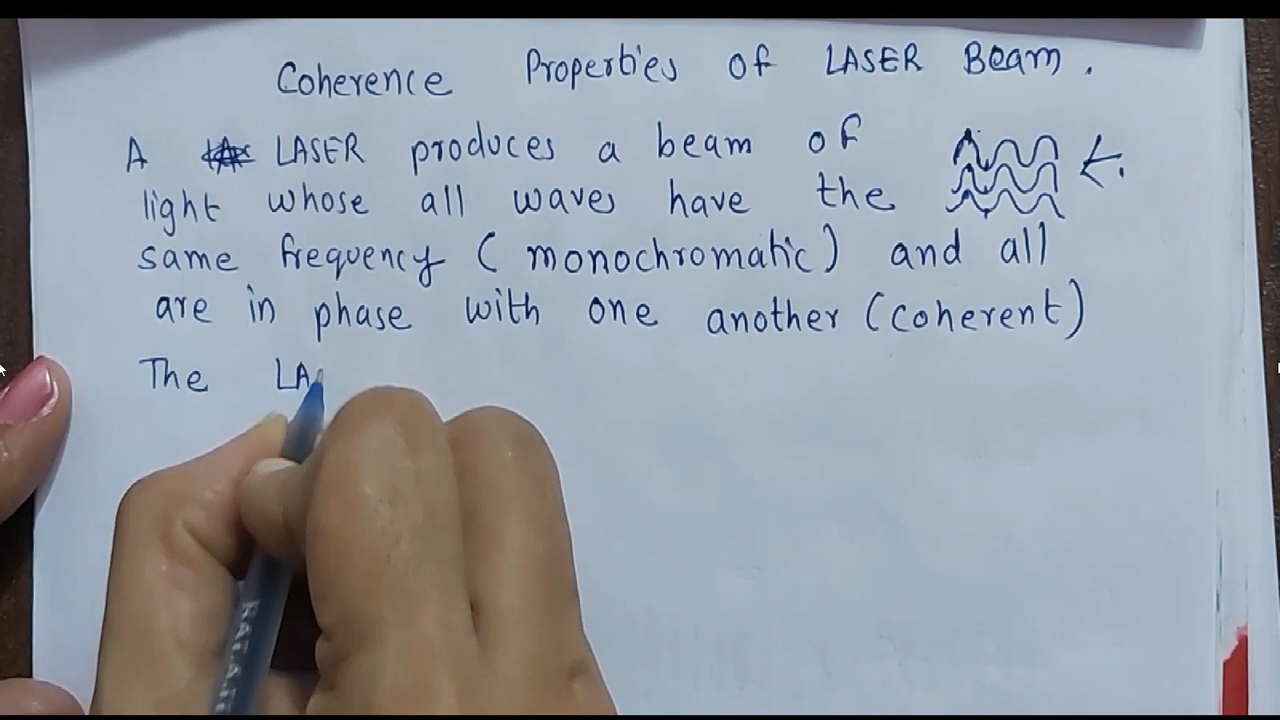 Coherence Properties of LASER Beam.
A LASER produces a beam of
light whose all waves have the
same frequency (monochromatic) and all
are in phase with one another (coherent)
The LA